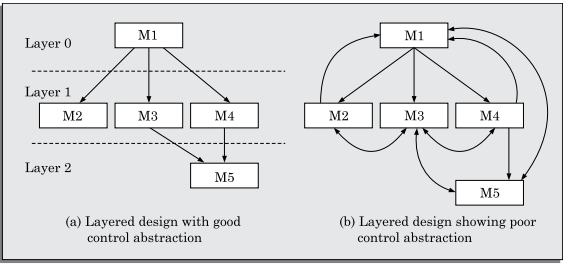 M1
Layer 0
Layer 1
M2 M3 M4
Layer 2
M5
(a) Layered design with good
control abstraction
M1
M2 M3 M4
M5
(b) Layered design showing poor
control abstraction